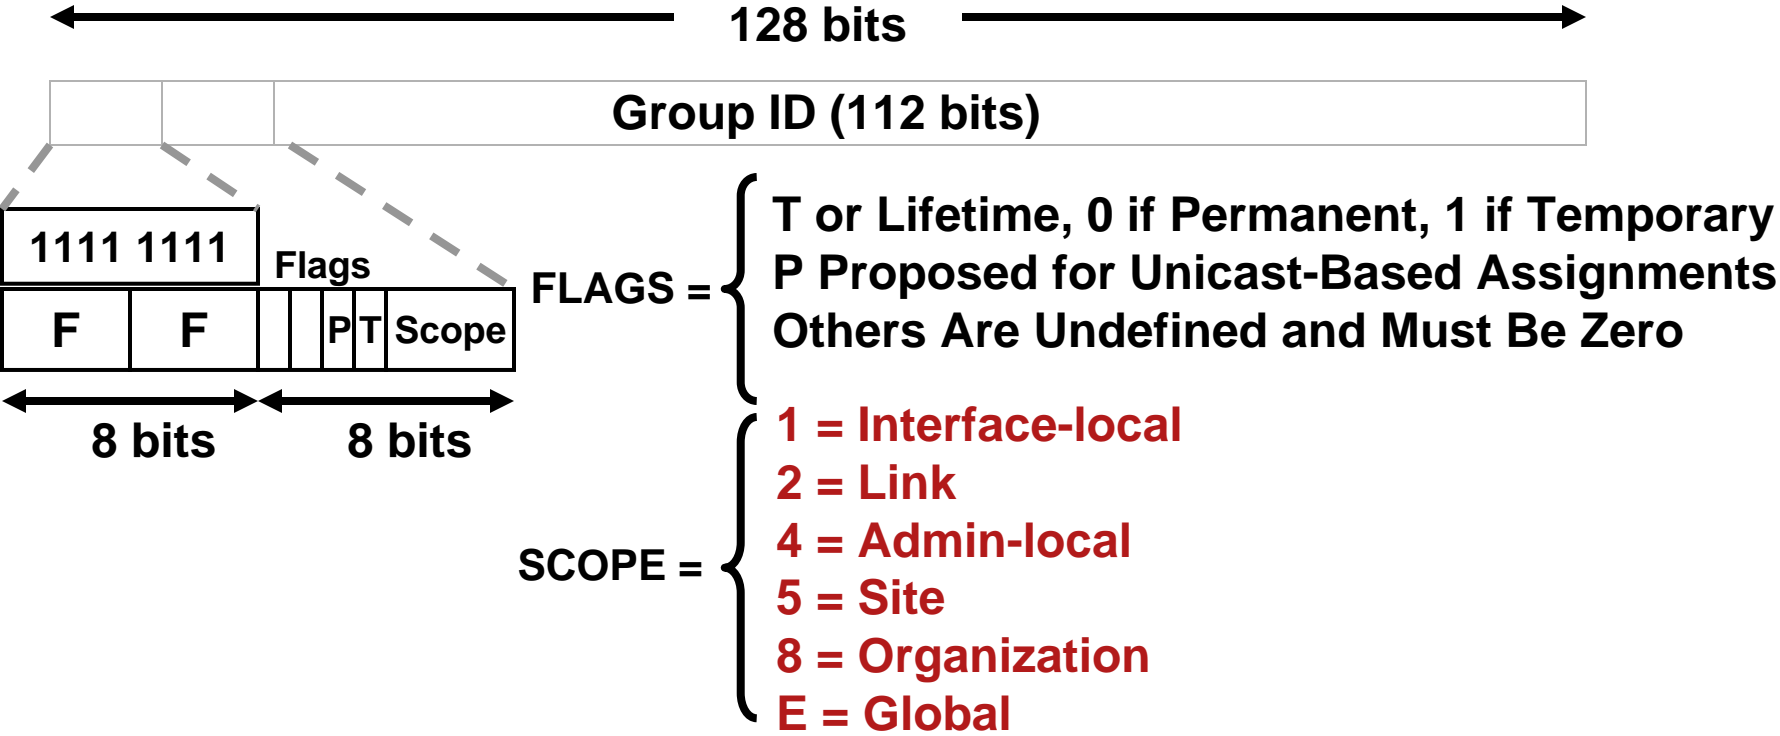 128 bits
Group ID (112 bits)
1111 1111
Flags
F F P T Scope
8 bits 8 bits
FLAGS =
T or Lifetime, 0 if Permanent, 1 if Temporary
P Proposed for Unicast-Based Assignments
Others Are Undefined and Must Be Zero
SCOPE =
1 = Interface-local
2 = Link
4 = Admin-local
5 = Site
8 = Organization
E = Global